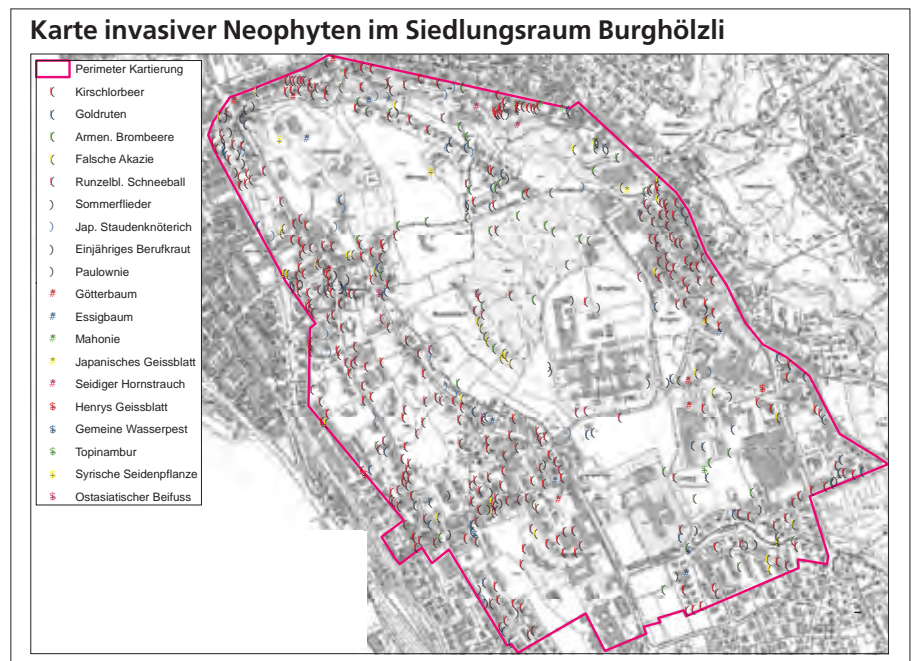 Karte invasiver Neophyten im Siedlungsraum Burghölzli
Perimeter Kartierung
Kirschlorbeer
Goldruten
Armen. Brombeere
Falsche Akazie
Runzelbl. Schneeball
Sommerflieder
Jap. Staudenknöterich
Einjähriges Berufkraut
Paulownie
Götterbaum
Essigbaum
Mahonie
Japanisches Geissblatt
Seidiger Hornstrauch
Henrys Geissblatt
Gemeine Wasserpest
Topinambur
Syrische Seidenpflanze
Ostasiatischer Beifuss